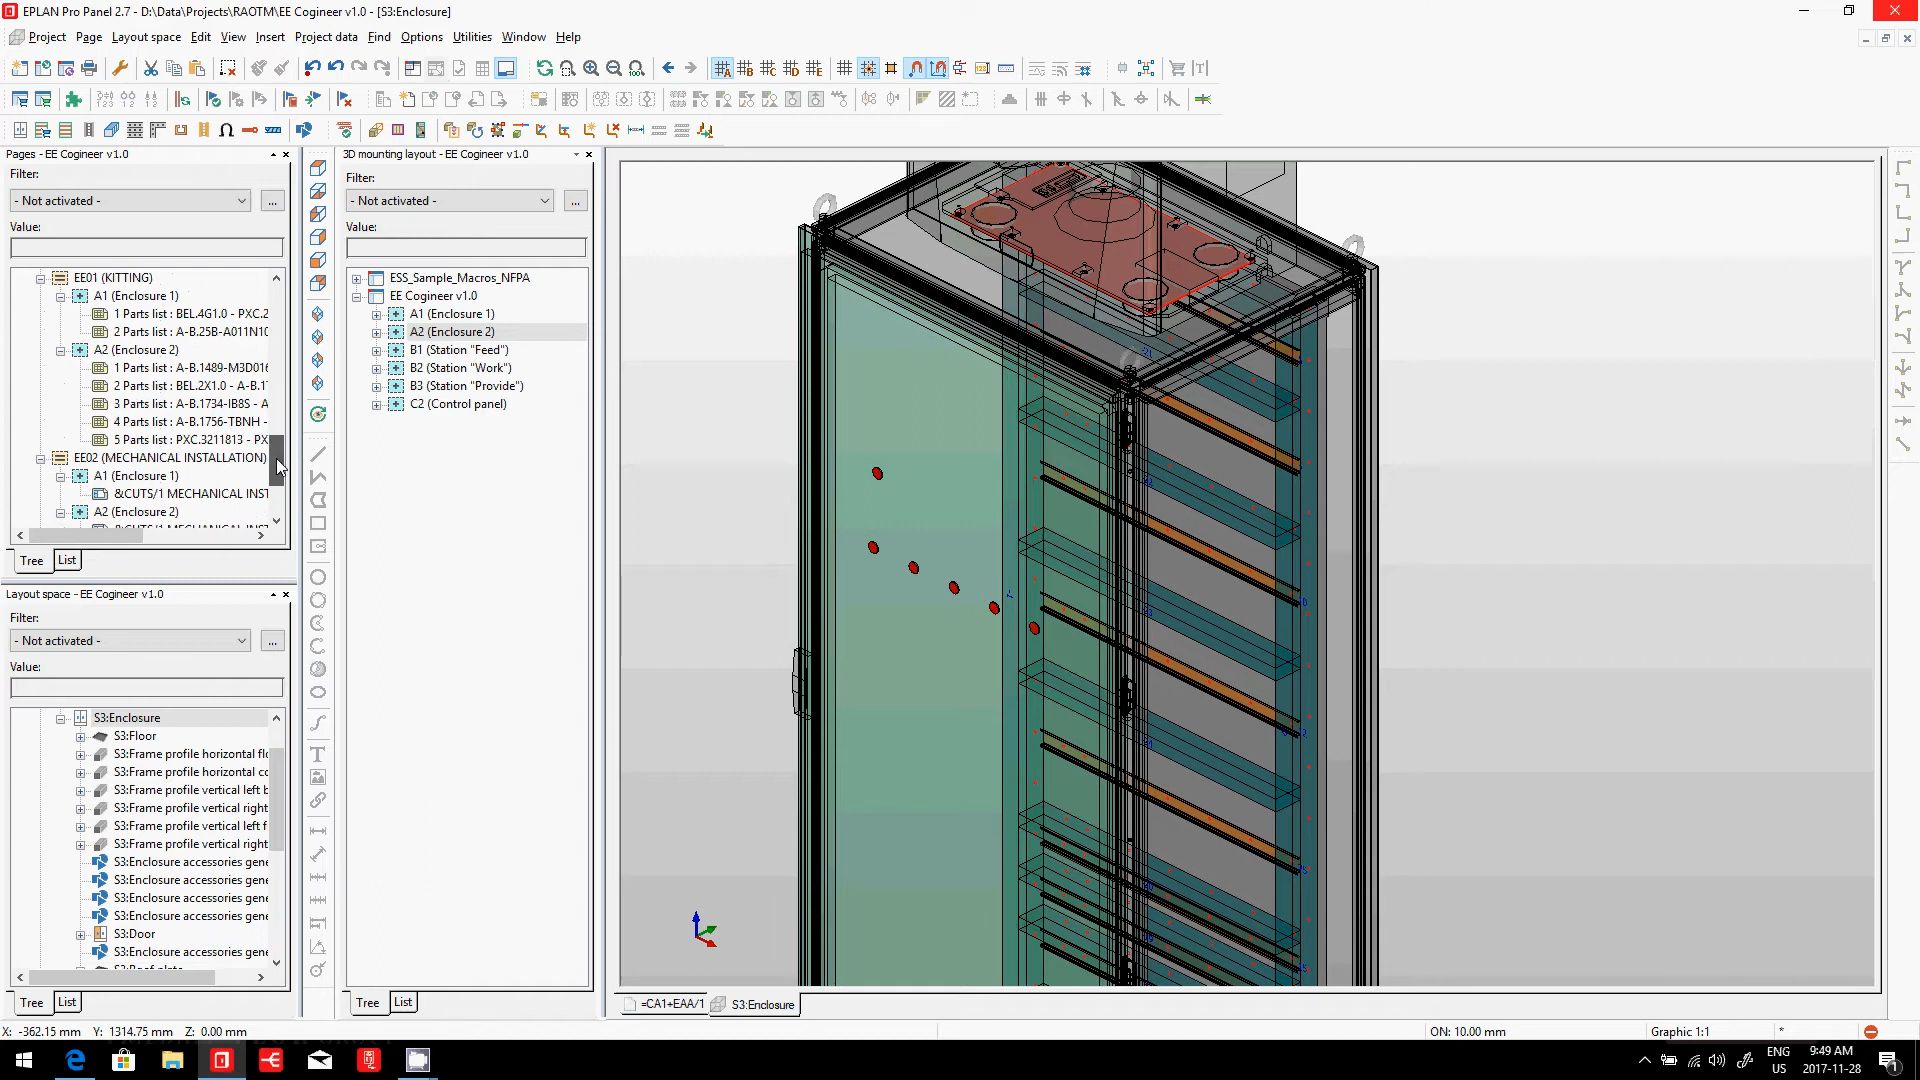 EPLAN Pro Panel 2.7 - D:\Data\Projects\RAOTM\EE Cogineer v1.0 - [S3:Enclosure]
Project Page Layout space Edit View Insert Project data Find Options Utilities Window Help
Pages - EE Cogineer v1.0
Filter:
- Not activated -
...
Value:
EE01 (KITTING)
A1 (Enclosure 1)
1 Parts list : BEL.4G1.0 - PXC.2
2 Parts list : A-B.25B-A011N10
A2 (Enclosure 2)
1 Parts list : A-B.1489-M3D016
2 Parts list : BEL.2X1.0 - A-B.1
3 Parts list : A-B.1734-IB8S - A
4 Parts list : A-B.1756-TBNH -
5 Parts list : PXC.3211813 - PX
EE02 (MECHANICAL INSTALLATION)
A1 (Enclosure 1)
&CUTS/1 MECHANICAL INST
A2 (Enclosure 2)
&CUTS/1 MECHANICAL INST
Tree List
Layout space - EE Cogineer v1.0
Filter:
- Not activated -
...
Value:
S3:Enclosure
S3:Floor
S3:Frame profile horizontal flo
S3:Frame profile horizontal co
S3:Frame profile vertical left b
S3:Frame profile vertical right
S3:Frame profile vertical left f
S3:Frame profile vertical right
S3:Enclosure accessories gene
S3:Enclosure accessories gene
S3:Enclosure accessories gene
S3:Enclosure accessories gene
S3:Door
S3:Enclosure accessories gene
S3:Roof plate
Tree List
3D mounting layout - EE Cogineer v1.0
Filter:
- Not activated -
...
Value:
ESS_Sample_Macros_NFPA
EE Cogineer v1.0
A1 (Enclosure 1)
A2 (Enclosure 2)
B1 (Station "Feed")
B2 (Station "Work")
B3 (Station "Provide")
C2 (Control panel)
Tree List
=CA1+EAA/1 S3:Enclosure
X: -362.15 mm Y: 1314.75 mm Z: 0.00 mm
ON: 10.00 mm
Graphic 1:1
*
ENG
US
9:49 AM
2017-11-28
1